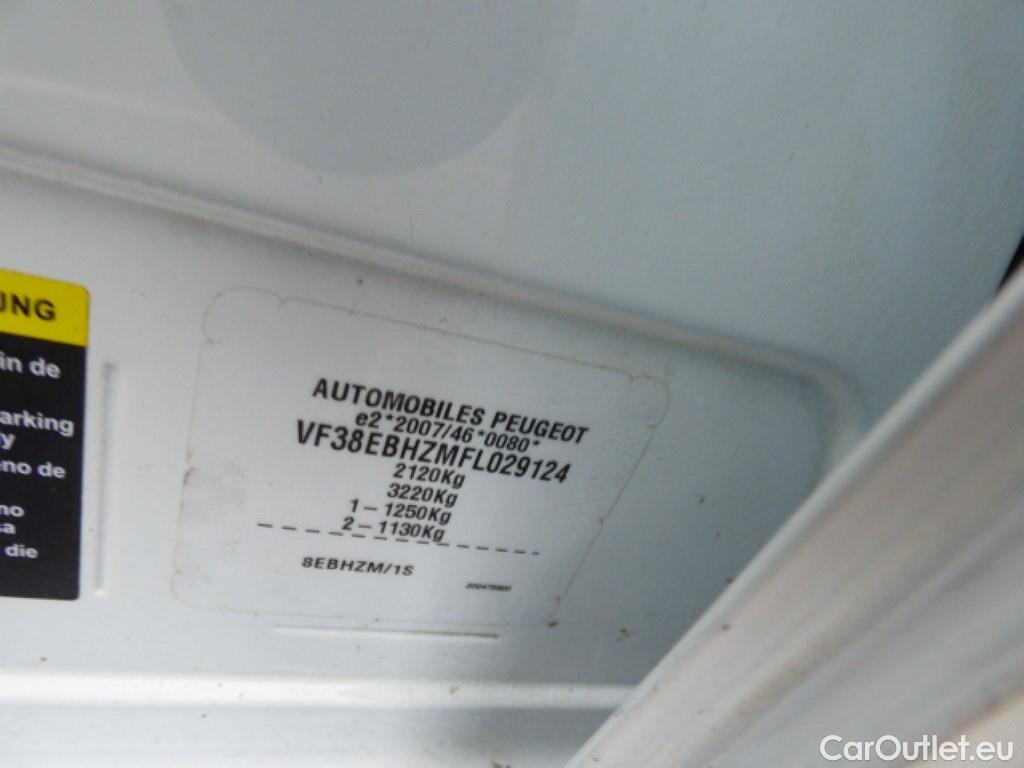 UNG
in de
arking
y
eno de
no
sa
die
AUTOMOBILES PEUGEOT
e2*2007/46*0080*
VF38EBHZMFL029124
2120Kg
3220Kg
1-1250Kg
2-1130Kg
8EBHZM/1S
CarOutlet.eu